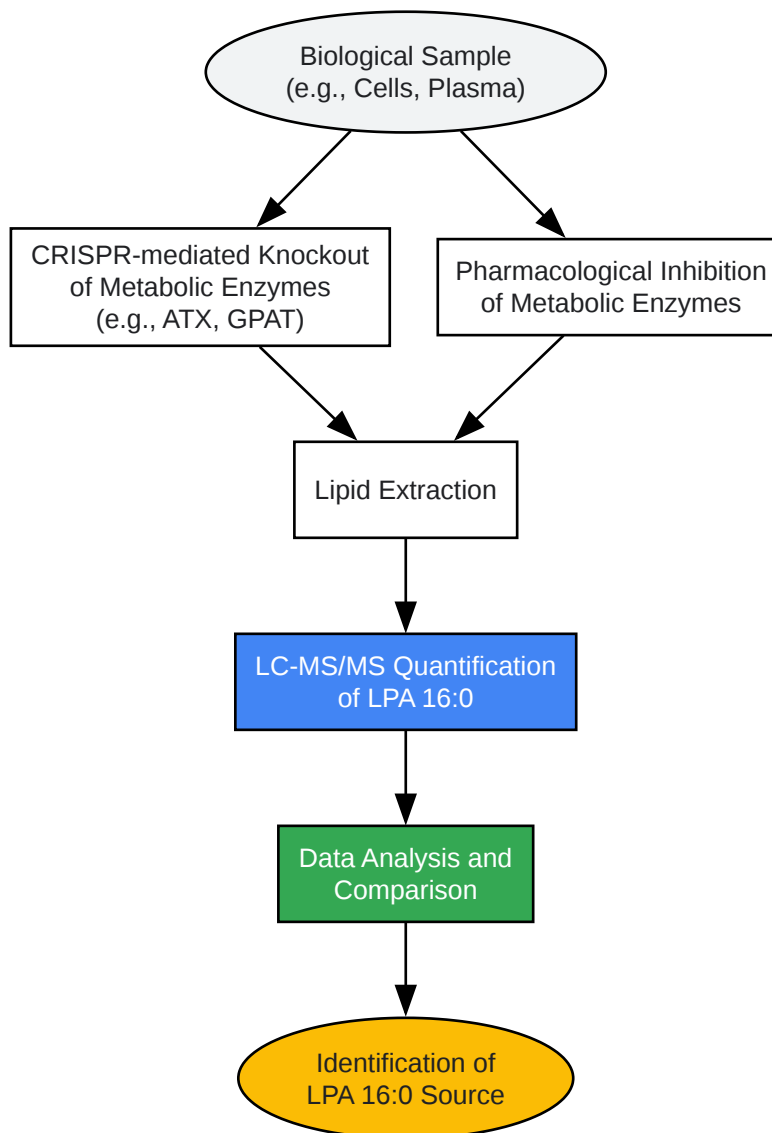 Biological Sample
(e.g., Cells, Plasma)
CRISPR-mediated Knockout
of Metabolic Enzymes
(e.g., ATX, GPAT)
Pharmacological Inhibition
of Metabolic Enzymes
Lipid Extraction
LC-MS/MS Quantification
of LPA 16:0
Data Analysis and
Comparison
Identification of
LPA 16:0 Source